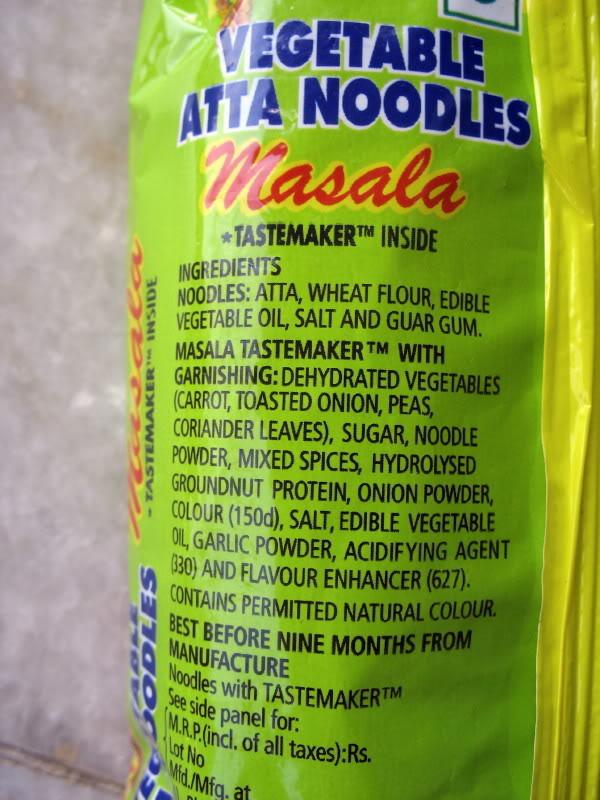 VEGETABLE
ATTA NOODLES
Masala
*TASTEMAKER™ INSIDE
INGREDIENTS
NOODLES: ATTA, WHEAT FLOUR, EDIBLE
VEGETABLE OIL, SALT AND GUAR GUM.
MASALA TASTEMAKER™ WITH
GARNISHING: DEHYDRATED VEGETABLES
(CARROT, TOASTED ONION, PEAS,
CORIANDER LEAVES), SUGAR, NOODLE
POWDER, MIXED SPICES, HYDROLYSED
GROUNDNUT PROTEIN, ONION POWDER,
COLOUR (150d), SALT, EDIBLE VEGETABLE
OIL, GARLIC POWDER, ACIDIFYING AGENT
(330) AND FLAVOUR ENHANCER (627).
CONTAINS PERMITTED NATURAL COLOUR.
BEST BEFORE NINE MONTHS FROM
MANUFACTURE
Noodles with TASTEMAKER™
See side panel for:
M.R.P.(incl. of all taxes):Rs.
Lot No
Mfd./Mfg. at
Masala
*TASTEMAKER™ INSIDE